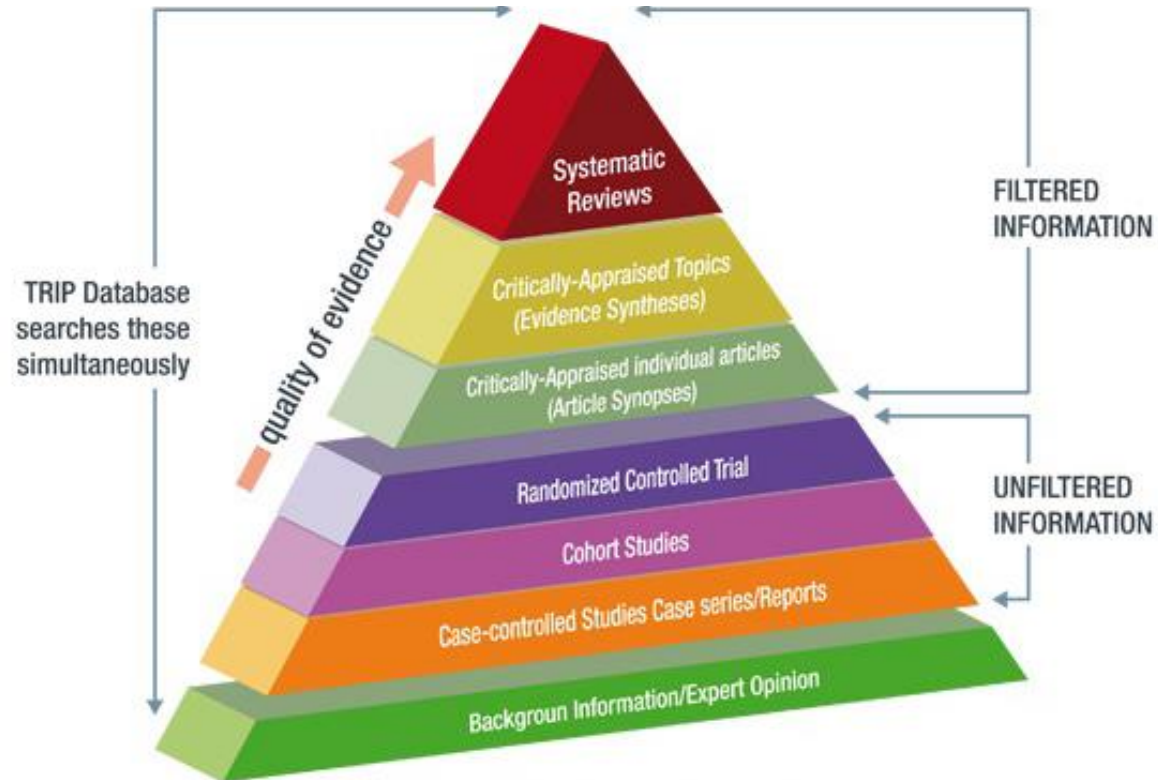 Systematic
Reviews
Critically-Appraised Topics
(Evidence Syntheses)
Critically-Appraised individual articles
(Article Synopses)
Randomized Controlled Trial
Cohort Studies
Case-controlled Studies Case series/Reports
Backgroun Information/Expert Opinion
quality of evidence
TRIP Database
searches these
simultaneously
FILTERED
INFORMATION
UNFILTERED
INFORMATION